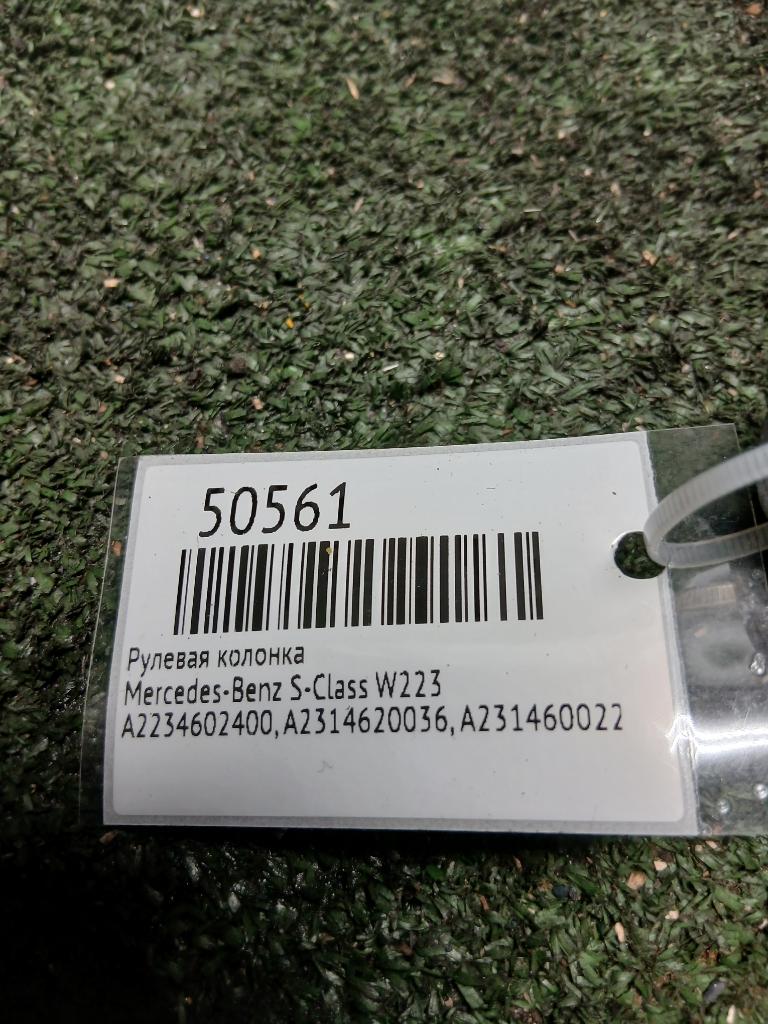 50561
Рулевая колонка
Mercedes-Benz S-Class W223
A2234602400, A2314620036, A231460022